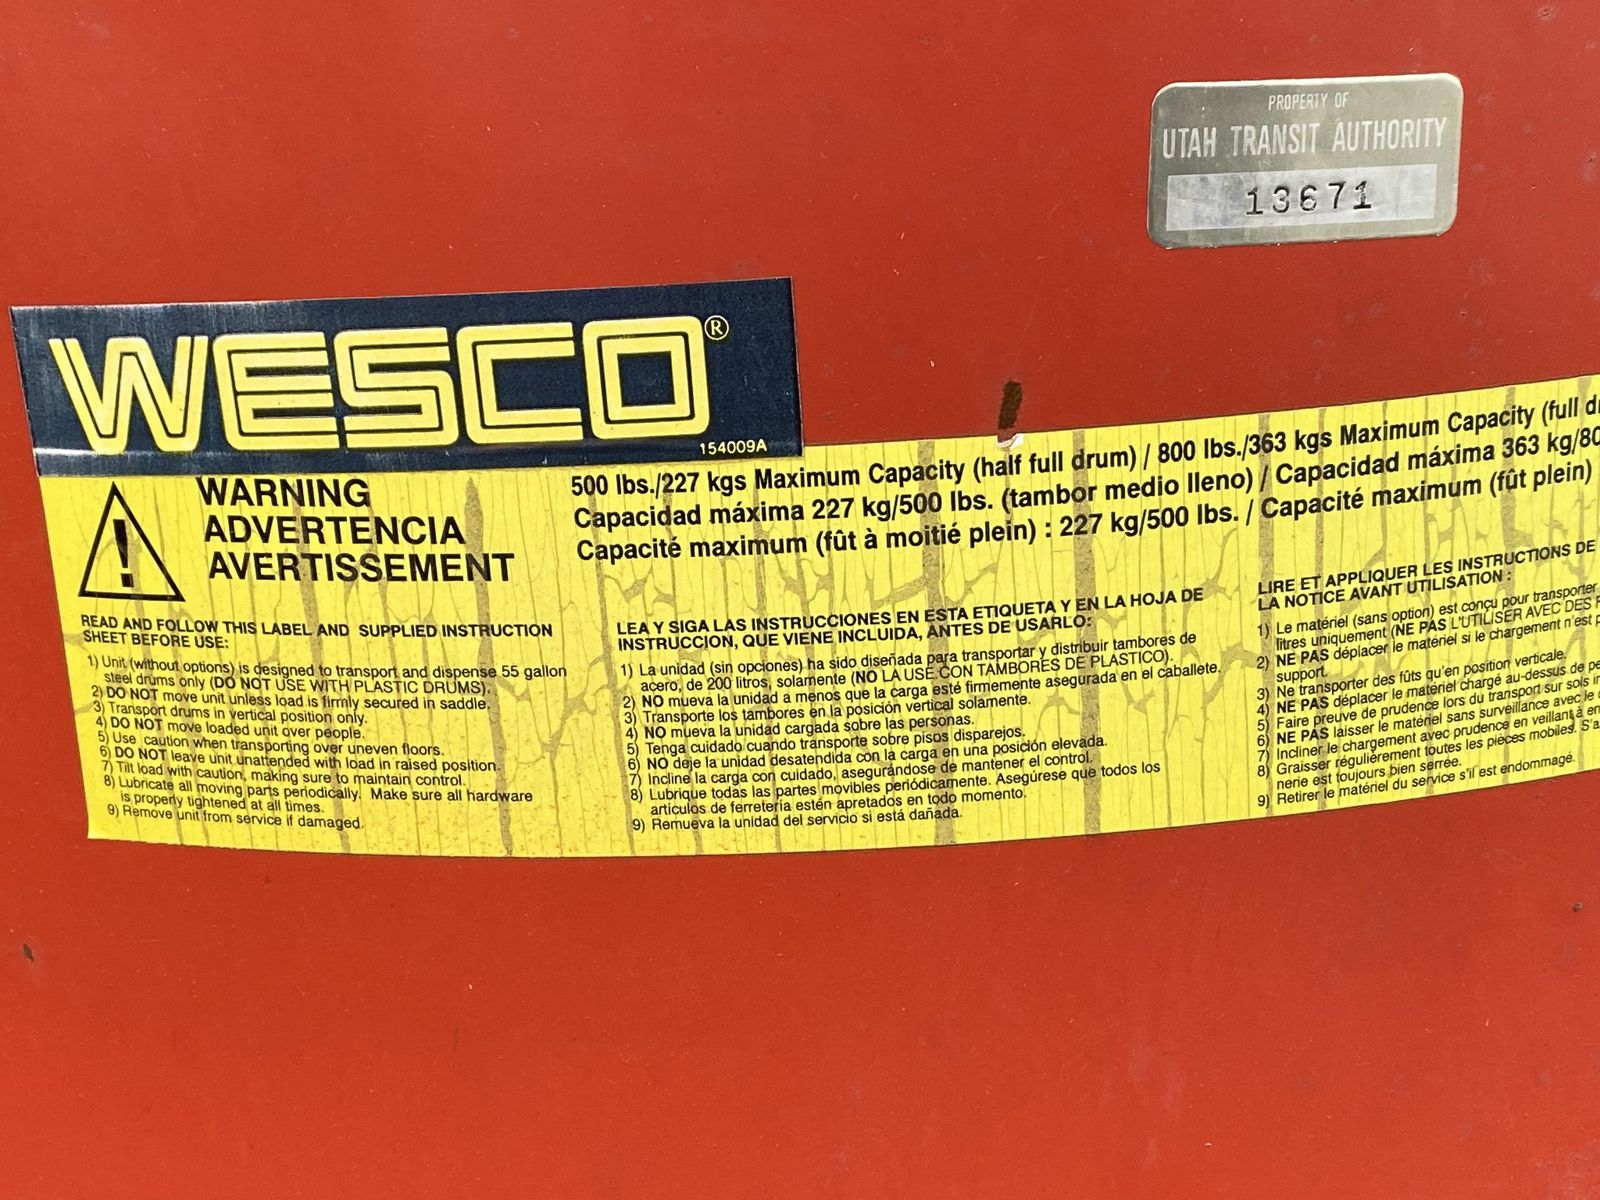 PROPERTY OF
UTAH TRANSIT AUTHORITY
13671
WESCO®
154009A
WARNING
ADVERTENCIA
AVERTISSEMENT
500 lbs./227 kgs Maximum Capacity (half full drum) / 800 lbs./363 kgs Maximum Capacity (full
Capacidad máxima 227 kg/500 lbs. (tambor medio lleno) / Capacidad máxima 363 kg/
Capacité maximum (fût à moitié plein) : 227 kg/500 lbs. / Capacité maximum (fût plein)
READ AND FOLLOW THIS LABEL AND SUPPLIED INSTRUCTION
SHEET BEFORE USE:
1) Unit (without options) is designed to transport and dispense 55 gallon
steel drums only (DO NOT USE WITH PLASTIC DRUMS).
2) DO NOT move unit unless load is firmly secured in saddle.
3) Transport drums in vertical position only.
4) DO NOT move loaded unit over people.
5) Use caution when transporting over uneven floors.
6) DO NOT leave unit unattended with load in raised position.
7) Tilt load with caution, making sure to maintain control.
8) Lubricate all moving parts periodically. Make sure all hardware
is properly tightened at all times.
9) Remove unit from service if damaged.
LEA Y SIGA LAS INSTRUCCIONES EN ESTA ETIQUETA Y EN LA HOJA DE
INSTRUCCION, QUE VIENE INCLUIDA, ANTES DE USARLO:
1) La unidad (sin opciones) ha sido diseñada para transportar y distribuir tambores de
acero, de 200 litros, solamente (NO LA USE CON TAMBORES DE PLASTICO).
2) NO mueva la unidad a menos que la carga esté firmemente asegurada en el caballete.
3) Transporte los tambores en la posición vertical solamente.
4) NO mueva la unidad cargada sobre las personas.
5) Tenga cuidado cuando transporte sobre pisos disparejos.
6) NO deje la unidad desatendida con la carga en una posición elevada.
7) Incline la carga con cuidado, asegurándose de mantener el control.
8) Lubrique todas las partes movibles periódicamente. Asegúrese que todos los
artículos de ferretería estén apretados en todo momento.
9) Remueva la unidad del servicio si está dañada.
LIRE ET APPLIQUER LES INSTRUCTIONS DE
LA NOTICE AVANT UTILISATION :
1) Le matériel (sans option) est conçu pour transporter
litres uniquement (NE PAS L'UTILISER AVEC DES
2) NE PAS déplacer le matériel si le chargement n'est
support.
3) Ne transporter des fûts qu'en position verticale.
4) NE PAS déplacer le matériel chargé au-dessus de
5) Faire preuve de prudence lors du transport sur sols
6) NE PAS laisser le matériel sans surveillance avec le
7) Incliner le chargement avec prudence en veillant à
8) Graisser régulièrement toutes les pièces mobiles.
nerie est toujours bien serrée.
9) Retirer le matériel du service s'il est endommagé.